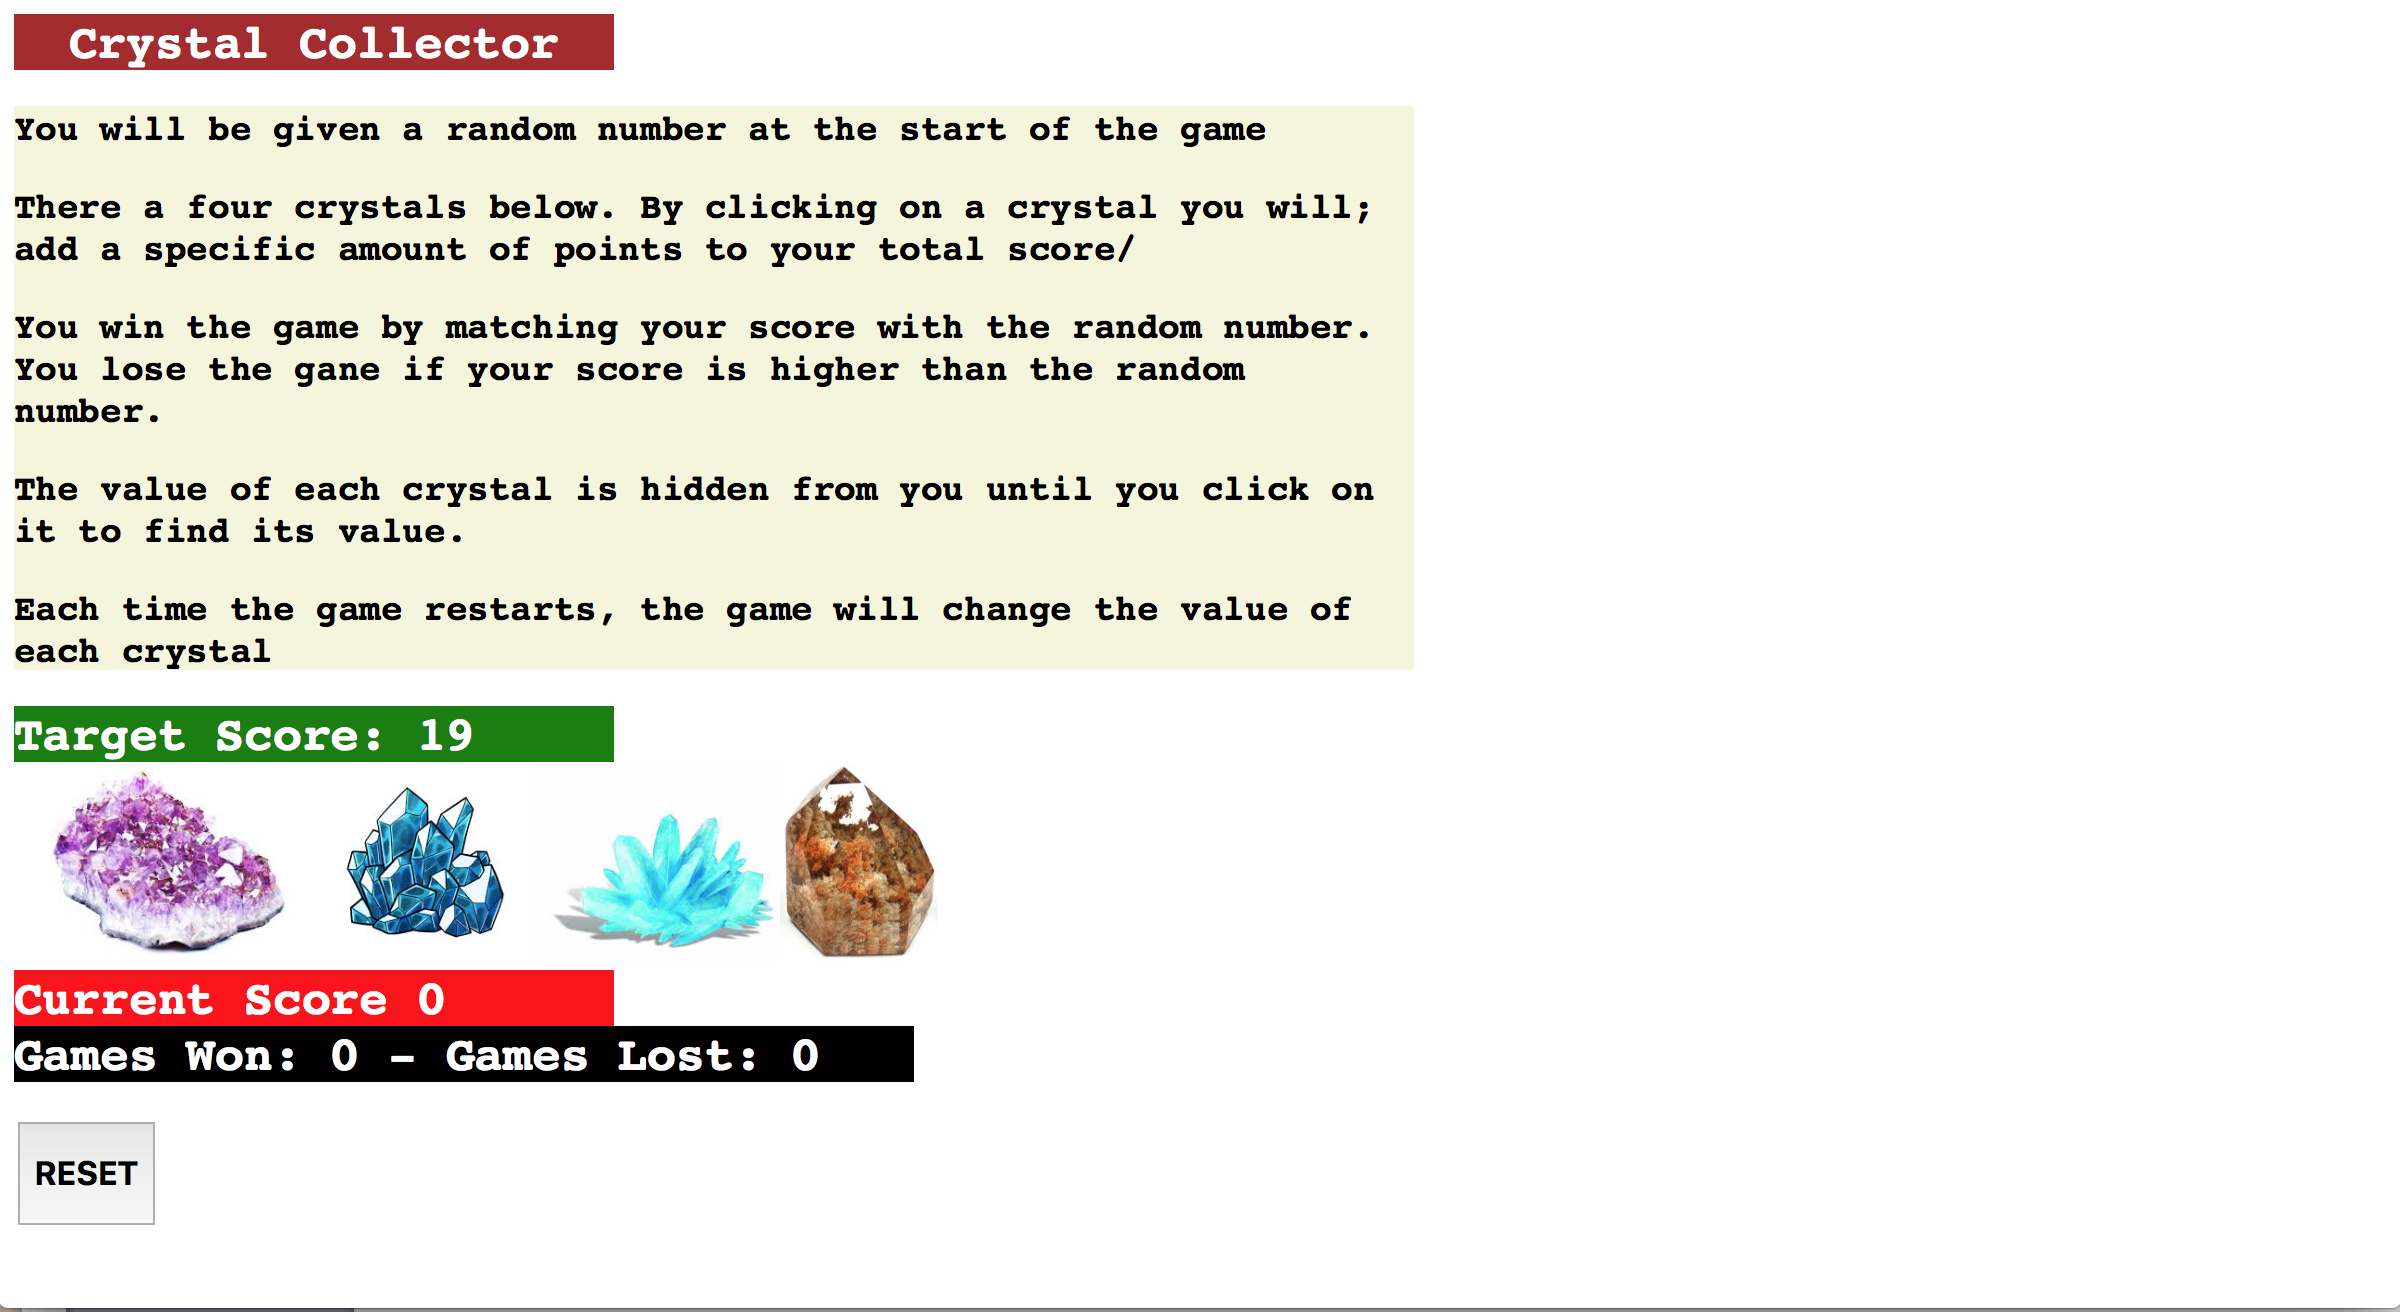 Crystal Collector
You will be given a random number at the start of the game
There a four crystals below. By clicking on a crystal you will;
add a specific amount of points to your total score/
You win the game by matching your score with the random number.
You lose the gane if your score is higher than the random
number.
The value of each crystal is hidden from you until you click on
it to find its value.
Each time the game restarts, the game will change the value of
each crystal
Target Score: 19
Current Score 0
Games Won: 0 - Games Lost: 0
RESET